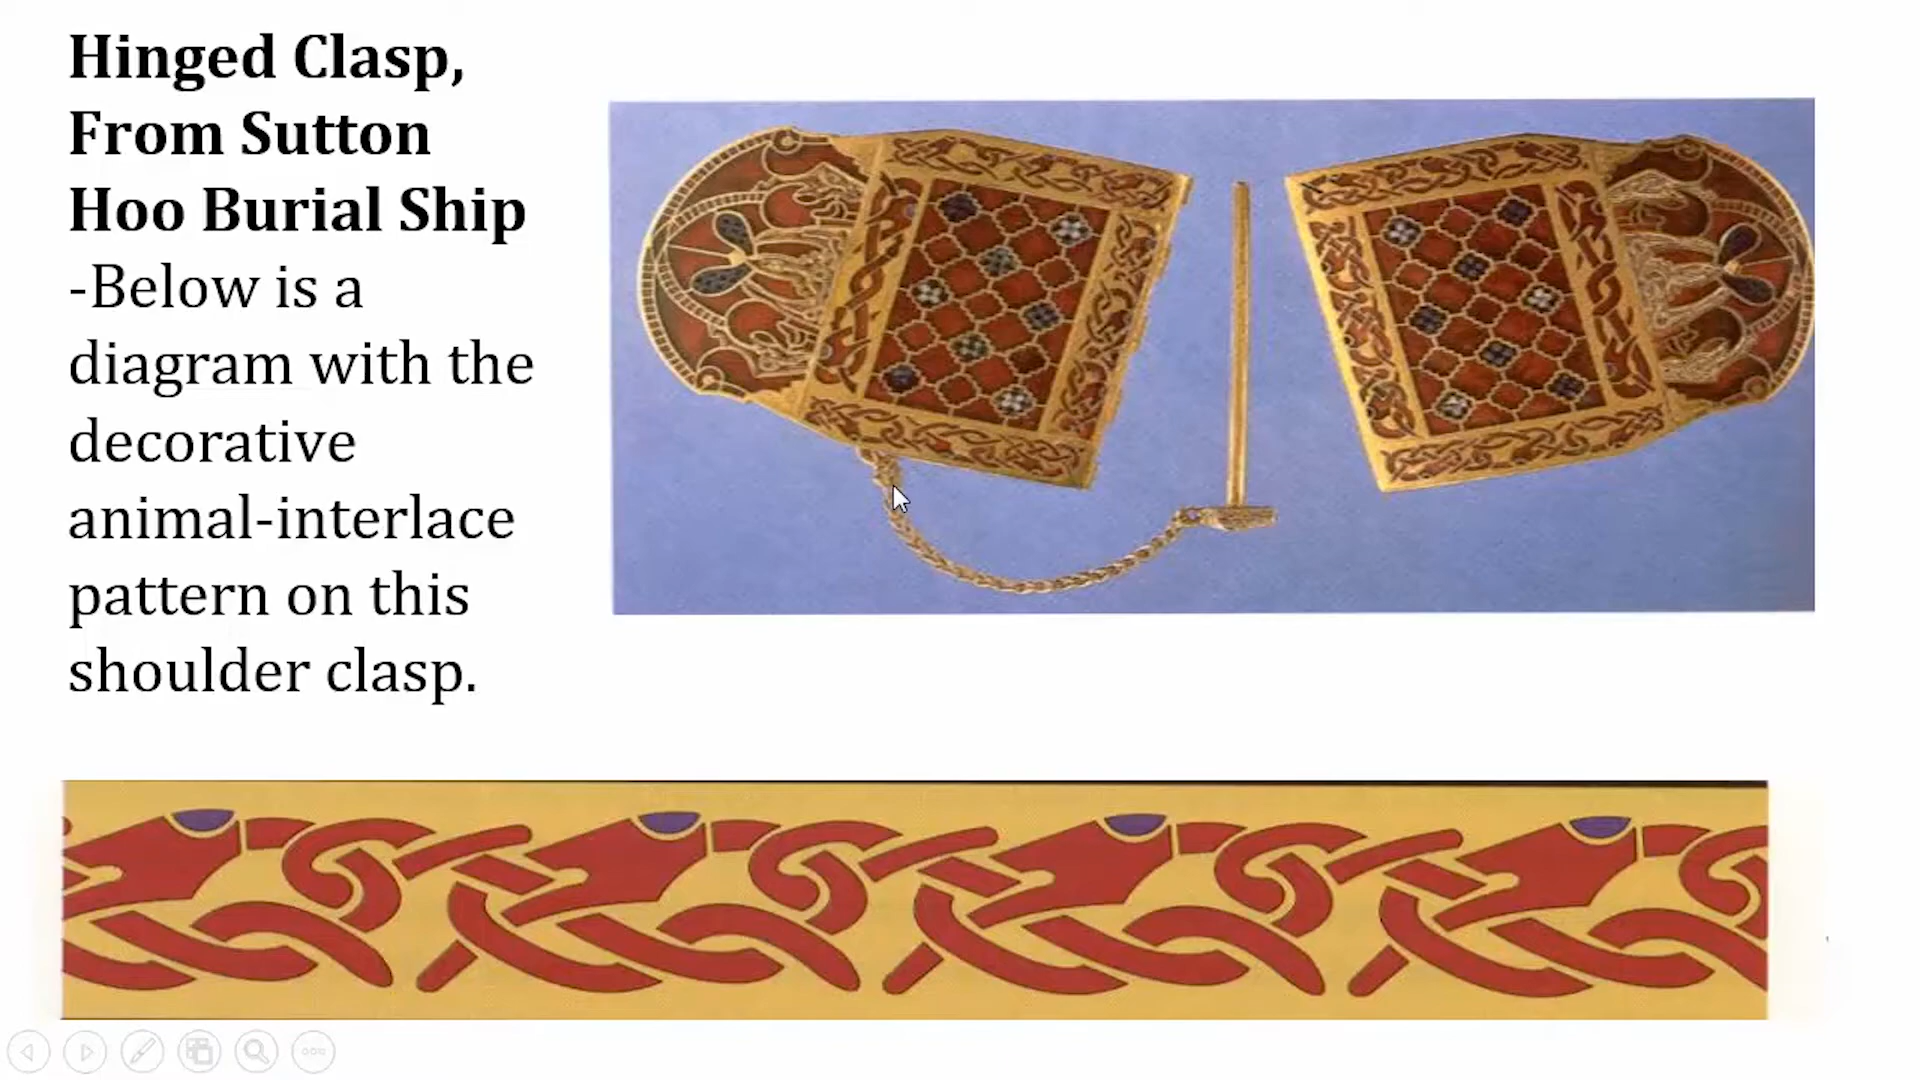 Hinged Clasp,
From Sutton
Hoo Burial Ship
-Below is a
diagram with the
decorative
animal-interlace
pattern on this
shoulder clasp.